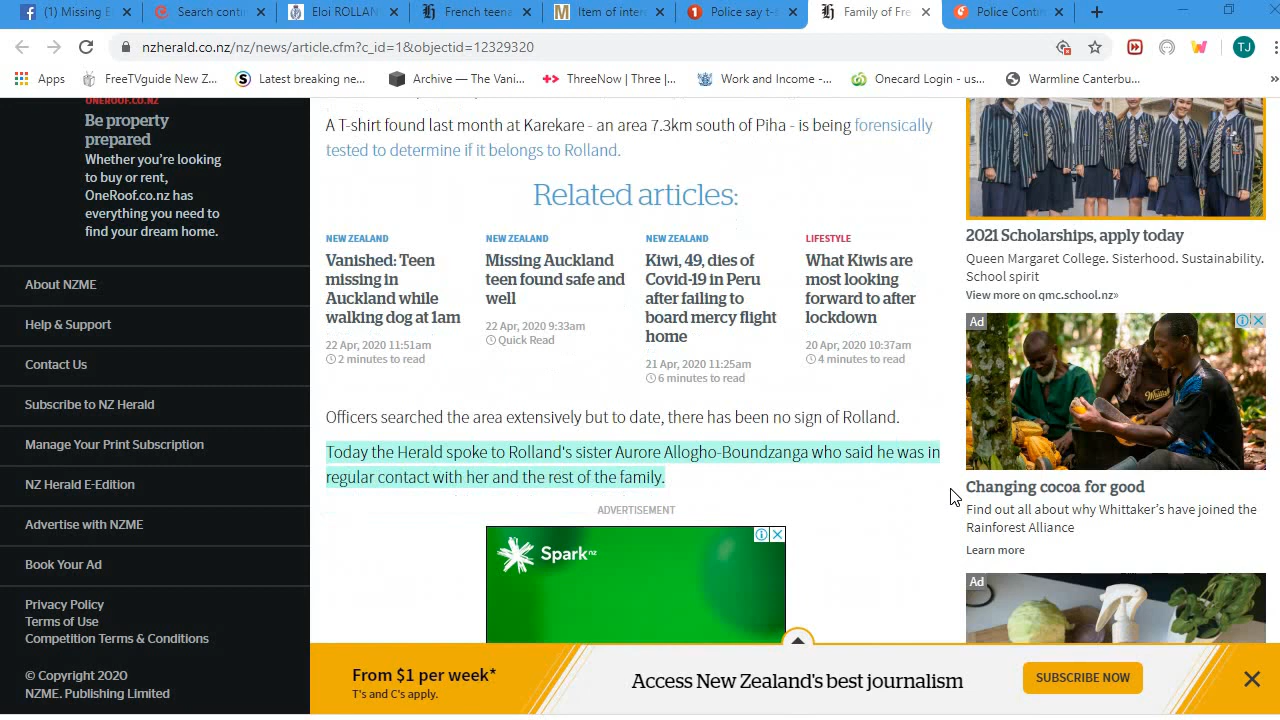 (1) Missing E
Search conti
Eloi ROLLAN
French teena
Item of inter
Police say t-s
Family of Fre
Police Contin
nzherald.co.nz/nz/news/article.cfm?c_id=1&objectid=12329320
TJ
Apps
FreeTVguide New Z...
Latest breaking ne...
Archive — The Vani...
ThreeNow | Three |...
Work and Income -...
Onecard Login - us...
Warmline Canterbu...
ONEROOF.CO.NZ
Be property
prepared
Whether you're looking
to buy or rent,
OneRoof.co.nz has
everything you need to
find your dream home.
About NZME
Help & Support
Contact Us
Subscribe to NZ Herald
Manage Your Print Subscription
NZ Herald E-Edition
Advertise with NZME
Book Your Ad
Privacy Policy
Terms of Use
Competition Terms & Conditions
© Copyright 2020
NZME. Publishing Limited
A T-shirt found last month at Karekare - an area 7.3km south of Piha - is being forensically
tested to determine if it belongs to Rolland.
Related articles:
NEW ZEALAND
Vanished: Teen
missing in
Auckland while
walking dog at 1am
22 Apr, 2020 11:51am
2 minutes to read
NEW ZEALAND
Missing Auckland
teen found safe and
well
22 Apr, 2020 9:33am
Quick Read
NEW ZEALAND
Kiwi, 49, dies of
Covid-19 in Peru
after failing to
board mercy flight
home
21 Apr, 2020 11:25am
6 minutes to read
LIFESTYLE
What Kiwis are
most looking
forward to after
lockdown
20 Apr, 2020 10:37am
4 minutes to read
Officers searched the area extensively but to date, there has been no sign of Rolland.
Today the Herald spoke to Rolland's sister Aurore Allogho-Boundzanga who said he was in
regular contact with her and the rest of the family.
ADVERTISEMENT
Spark nz
2021 Scholarships, apply today
Queen Margaret College. Sisterhood. Sustainability.
School spirit
View more on qmc.school.nz»
Ad
Changing cocoa for good
Find out all about why Whittaker's have joined the
Rainforest Alliance
Learn more
Ad
From $1 per week*
T's and C's apply.
Access New Zealand's best journalism
SUBSCRIBE NOW